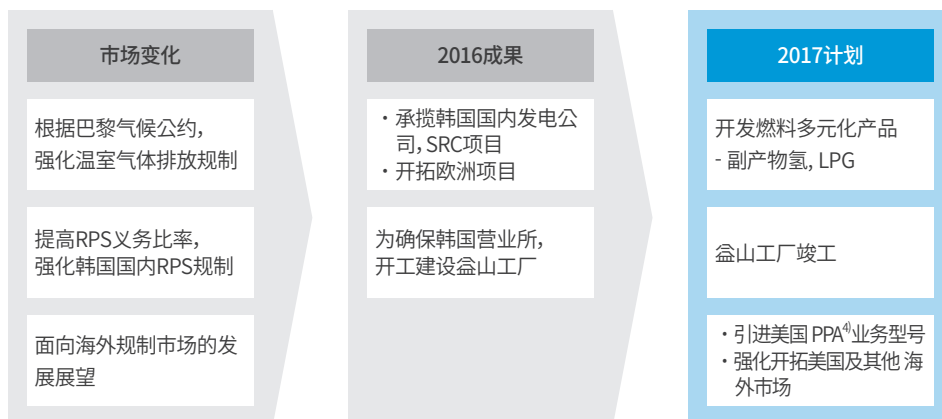 市场变化
根据巴黎气候公约,
强化温室气体排放规制
提高RPS义务比率,
强化韩国国内RPS规制
面向海外规制市场的发
展展望
2016成果
・承揽韩国国内发电公
司, SRC项目
・开拓欧洲项目
为确保韩国营业所,
开工建设益山工厂
2017计划
开发燃料多元化产品
- 副产物氢, LPG
益山工厂竣工
・引进美国 PPA⁴⁾业务型号
・强化开拓美国及其他 海
外市场